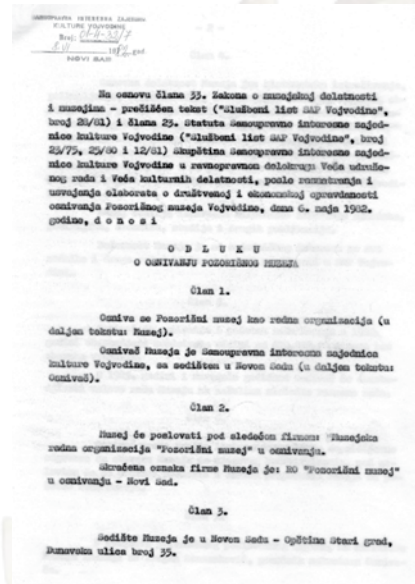 SAMOUPRAVNA INTERESNA ZAJEDNICA
KULTURE VOJVODINE
Broj:
NOVI SAD
Na osnovu člana 33. Zakona o muzejskoj delatnosti
i muzejima - prečišćen tekst ("Službeni list SAP Vojvodine",
broj 28/81) i člana 23. Statuta Samoupravne interesne zajed-
nice kulture Vojvodine ("Službeni list SAP Vojvodine", broj
23/75, 25/80 i 12/81) Skupština Samoupravne interesne zajed-
nice kulture Vojvodine u ravnopravnom delokrugu Veća udruže-
nog rada i Veća kulturnih delatnosti, posle razmatranja i
usvajanja elaborata o društvenoj i ekonomskoj opravdanosti
osnivanja Pozorišnog muzeja Vojvodine, dana 6. maja 1982.
godine, d o n o s i
O D L U K U
O OSNIVANJU POZORIŠNOG MUZEJA
Član 1.
Osniva se Pozorišni muzej kao radna organizacija (u
daljem tekstu: Muzej).
Osnivač Muzeja je Samoupravna interesna zajednica
kulture Vojvodine, sa sedištem u Novom Sadu (u daljem tekstu:
Osnivač).
Član 2.
Muzej će poslovati pod sledećom firmom: "Muzejska
radna organizacija "Pozorišni muzej" u osnivanju.
Skraćena oznaka firme Muzeja je: RO "Pozorišni muzej"
u osnivanju - Novi Sad.
Član 3.
Sedište Muzeja je u Novom Sadu - Opština Stari grad,
Dunavska ulica broj 35.